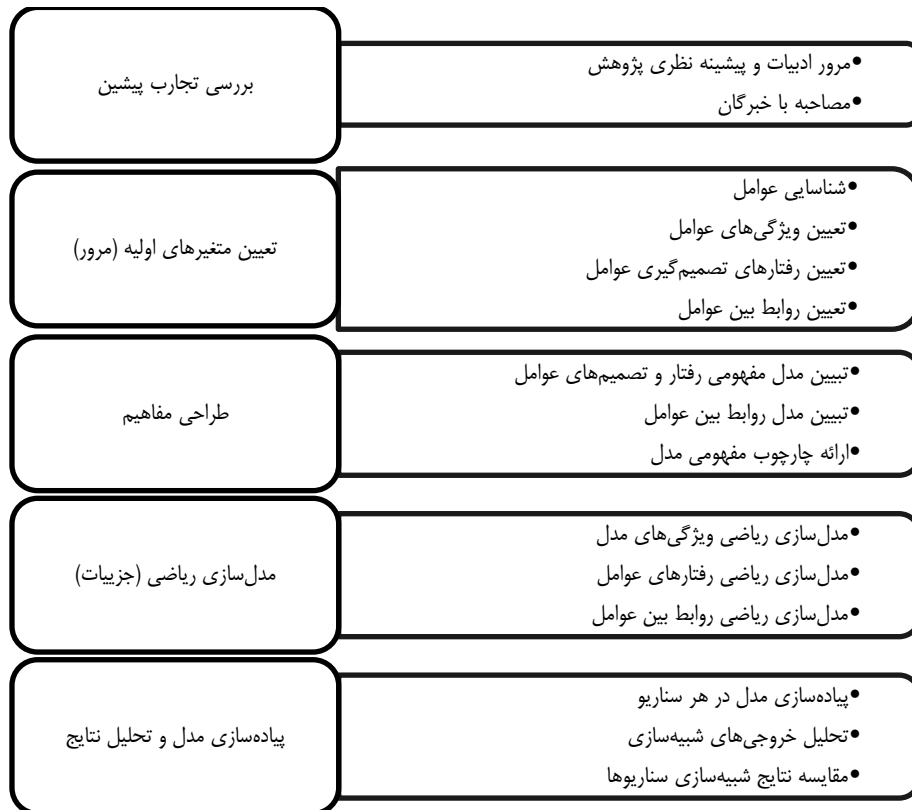 بررسی تجارب پیشین
•مرور ادبیات و پیشینه نظری پژوهش
•مصاحبه با خبرگان
تعیین متغیرهای اولیه (مرور)
•شناسایی عوامل
•تعیین ویژگی‌های عوامل
•تعیین رفتارهای تصمیم‌گیری عوامل
•تعیین روابط بین عوامل
طراحی مفاهیم
•تبیین مدل مفهومی رفتار و تصمیم‌های عوامل
•تبیین مدل روابط بین عوامل
•ارائه چارچوب مفهومی مدل
مدل‌سازی ریاضی (جزییات)
•مدل‌سازی ریاضی ویژگی‌های مدل
•مدل‌سازی ریاضی رفتارهای عوامل
•مدل‌سازی ریاضی روابط بین عوامل
پیاده‌سازی مدل و تحلیل نتایج
•پیاده‌سازی مدل در هر سناریو
•تحلیل خروجی‌های شبیه‌سازی
•مقایسه نتایج شبیه‌سازی سناریوها